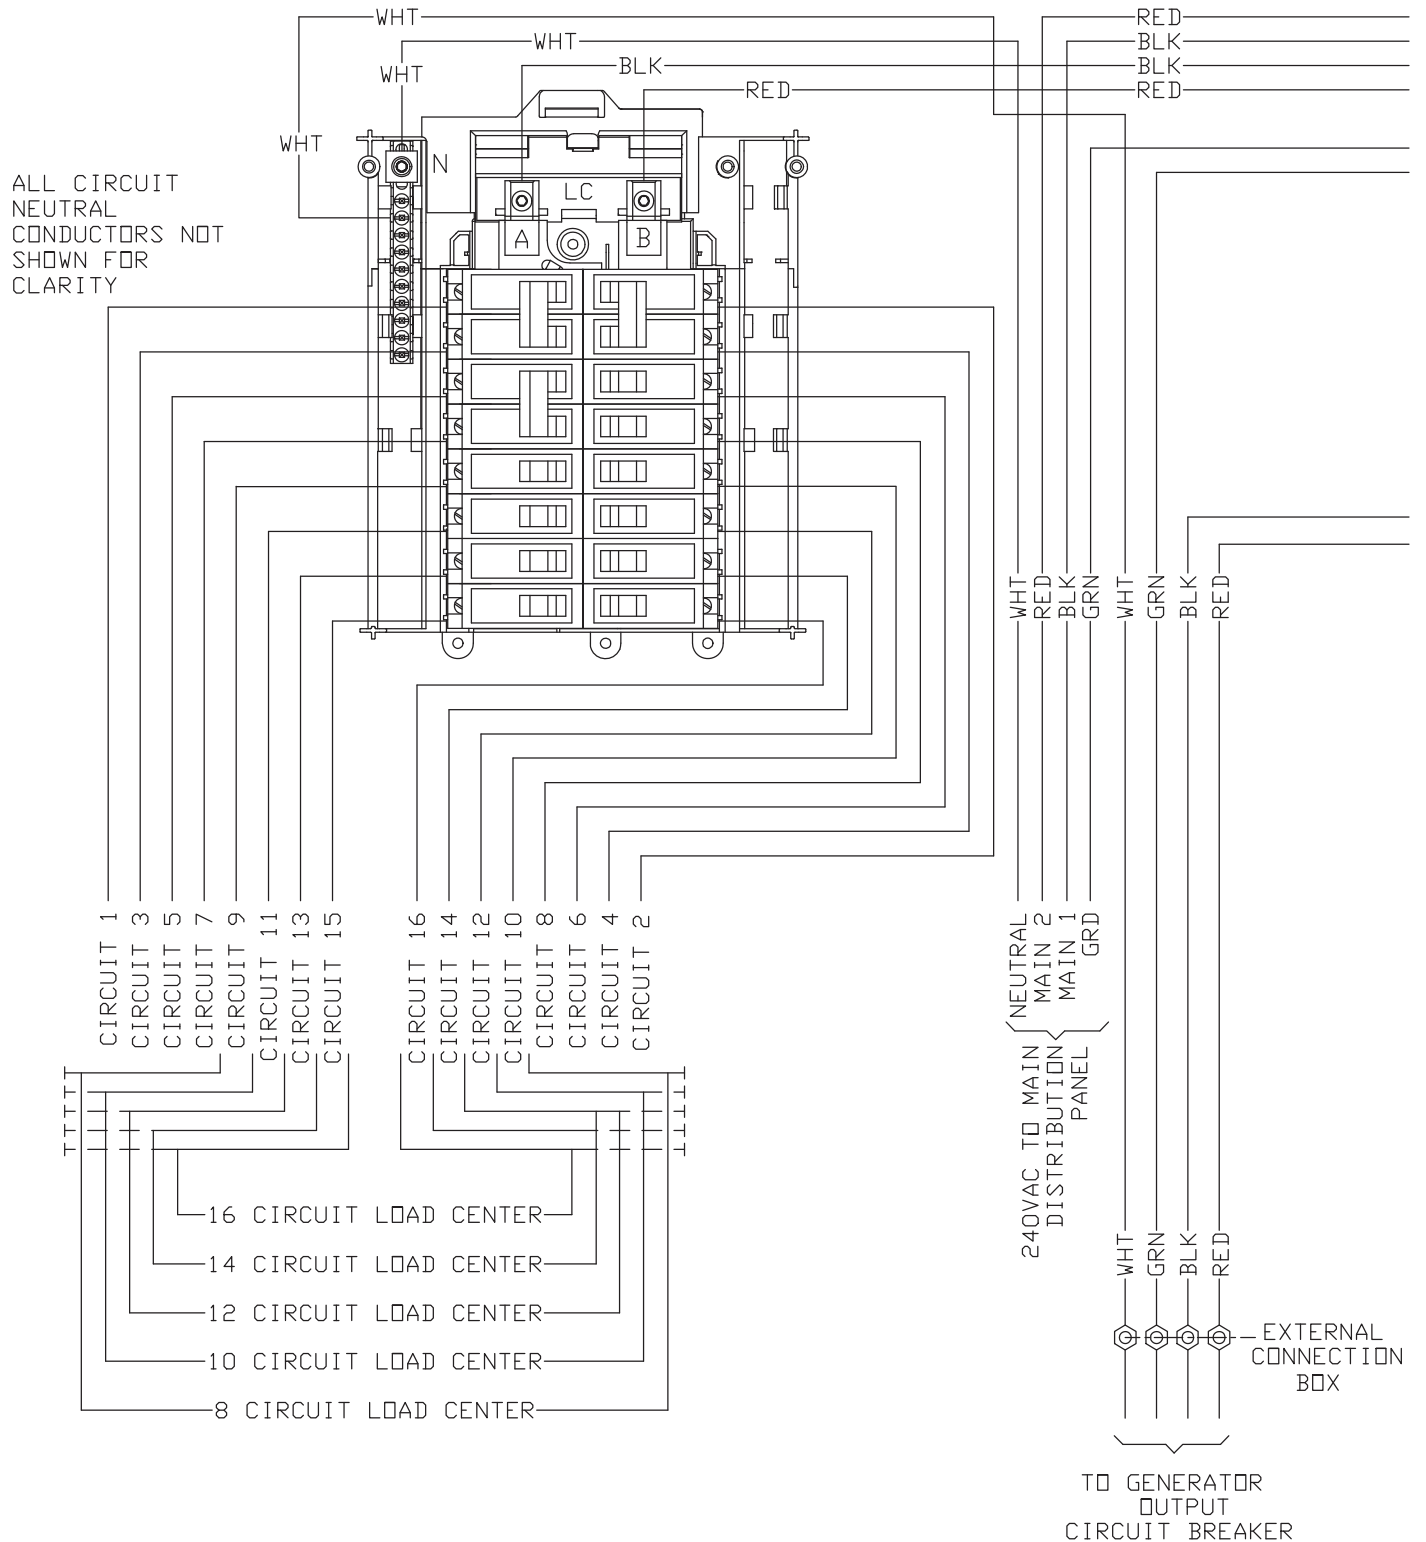 WHT
RED
WHT
BLK
WHT
BLK
BLK
RED
RED
WHT
N
ALL CIRCUIT
NEUTRAL
CONDUCTORS NOT
SHOWN FOR
CLARITY
LC
A
B
WHT
RED
BLK
GRN
WHT
GRN
BLK
RED
CIRCUIT 1
CIRCUIT 3
CIRCUIT 5
CIRCUIT 7
CIRCUIT 9
CIRCUIT 11
CIRCUIT 13
CIRCUIT 15
CIRCUIT 16
CIRCUIT 14
CIRCUIT 12
CIRCUIT 10
CIRCUIT 8
CIRCUIT 6
CIRCUIT 4
CIRCUIT 2
NEUTRAL
MAIN 2
MAIN 1
GRD
240VAC TO MAIN
DISTRIBUTION
PANEL
16 CIRCUIT LOAD CENTER
14 CIRCUIT LOAD CENTER
12 CIRCUIT LOAD CENTER
10 CIRCUIT LOAD CENTER
8 CIRCUIT LOAD CENTER
WHT
GRN
BLK
RED
EXTERNAL
CONNECTION
BOX
TO GENERATOR
OUTPUT
CIRCUIT BREAKER